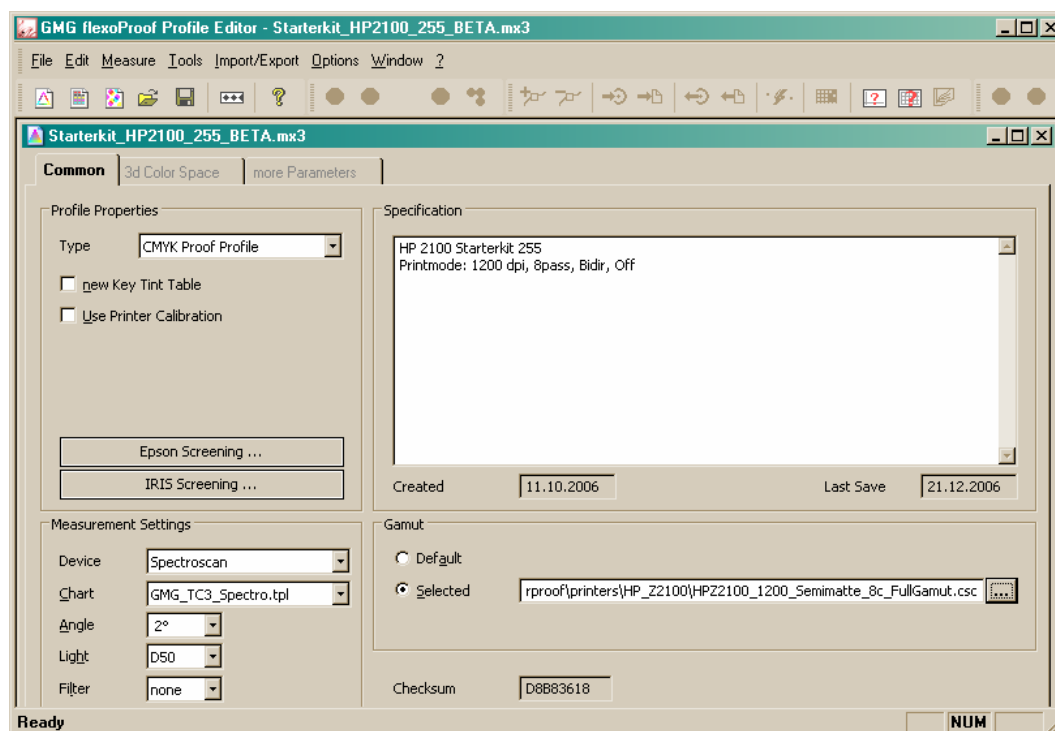 GMG flexoProof Profile Editor - Starterkit_HP2100_255_BETA.mx3
File Edit Measure Tools Import/Export Options Window ?
Starterkit_HP2100_255_BETA.mx3
Common 3d Color Space more Parameters
Profile Properties
Type CMYK Proof Profile
new Key Tint Table
Use Printer Calibration
Epson Screening ...
IRIS Screening ...
Specification
HP 2100 Starterkit 255
Printmode: 1200 dpi, 8pass, Bidir, Off
Created 11.10.2006 Last Save 21.12.2006
Measurement Settings
Device Spectroscan
Chart GMG_TC3_Spectro.tpl
Angle 2°
Light D50
Filter none
Gamut
Default
Selected rproof\printers\HP_Z2100\HPZ2100_1200_Semimatte_8c_FullGamut.csc ...
Checksum D8B83618
Ready NUM